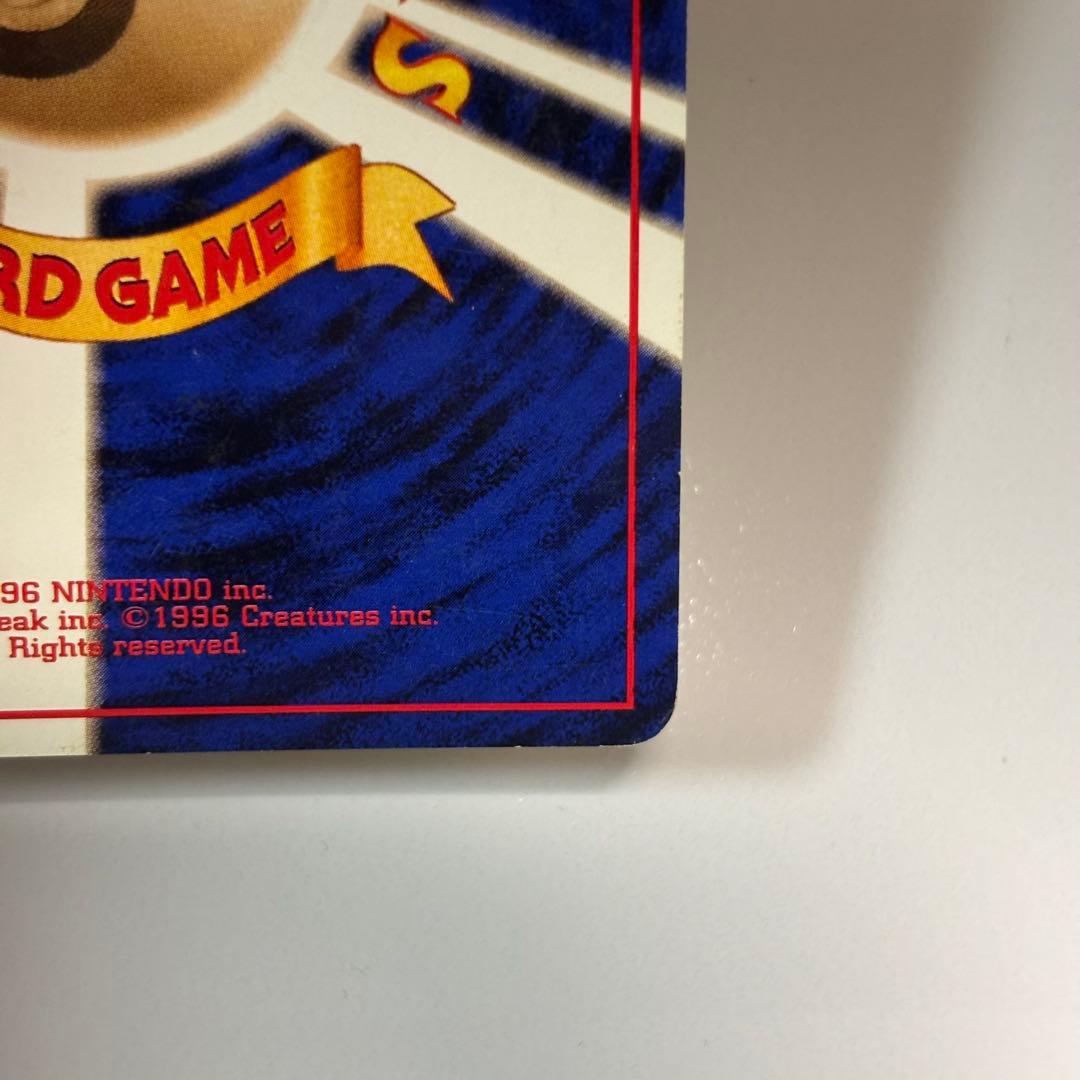 S
RD GAME
96 NINTENDO inc.
eak inc. ©1996 Creatures inc.
Rights reserved.